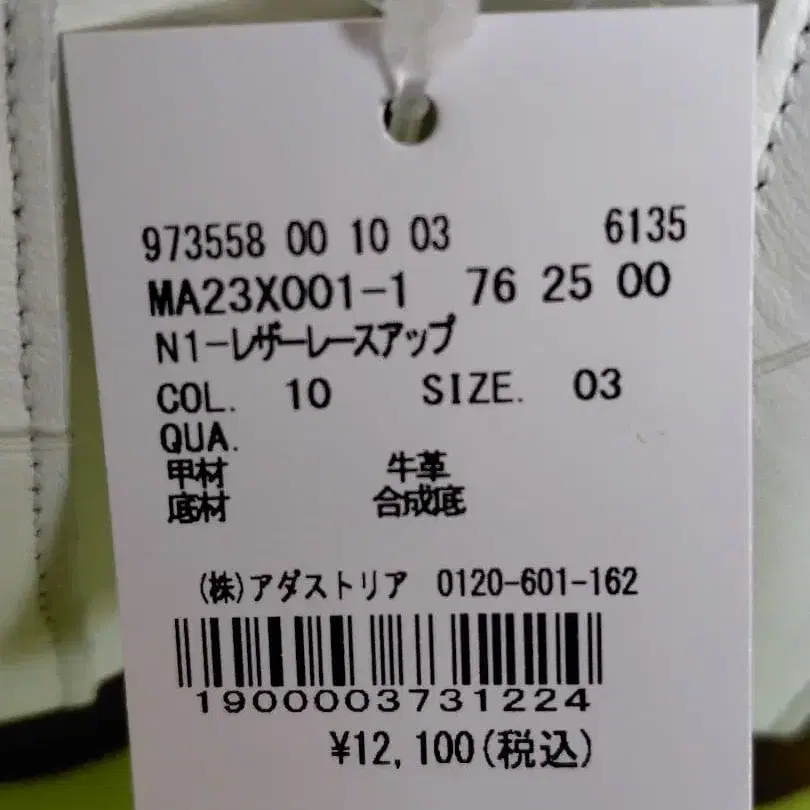 973558 00 10 03 6135
MA23X001-1 76 25 00
N1-レザーレースアップ
COL. 10 SIZE. 03
QUA.
甲材 牛革
底材 合成底
(株)アダストリア 0120-601-162
1900003731224
¥12,100(税込)